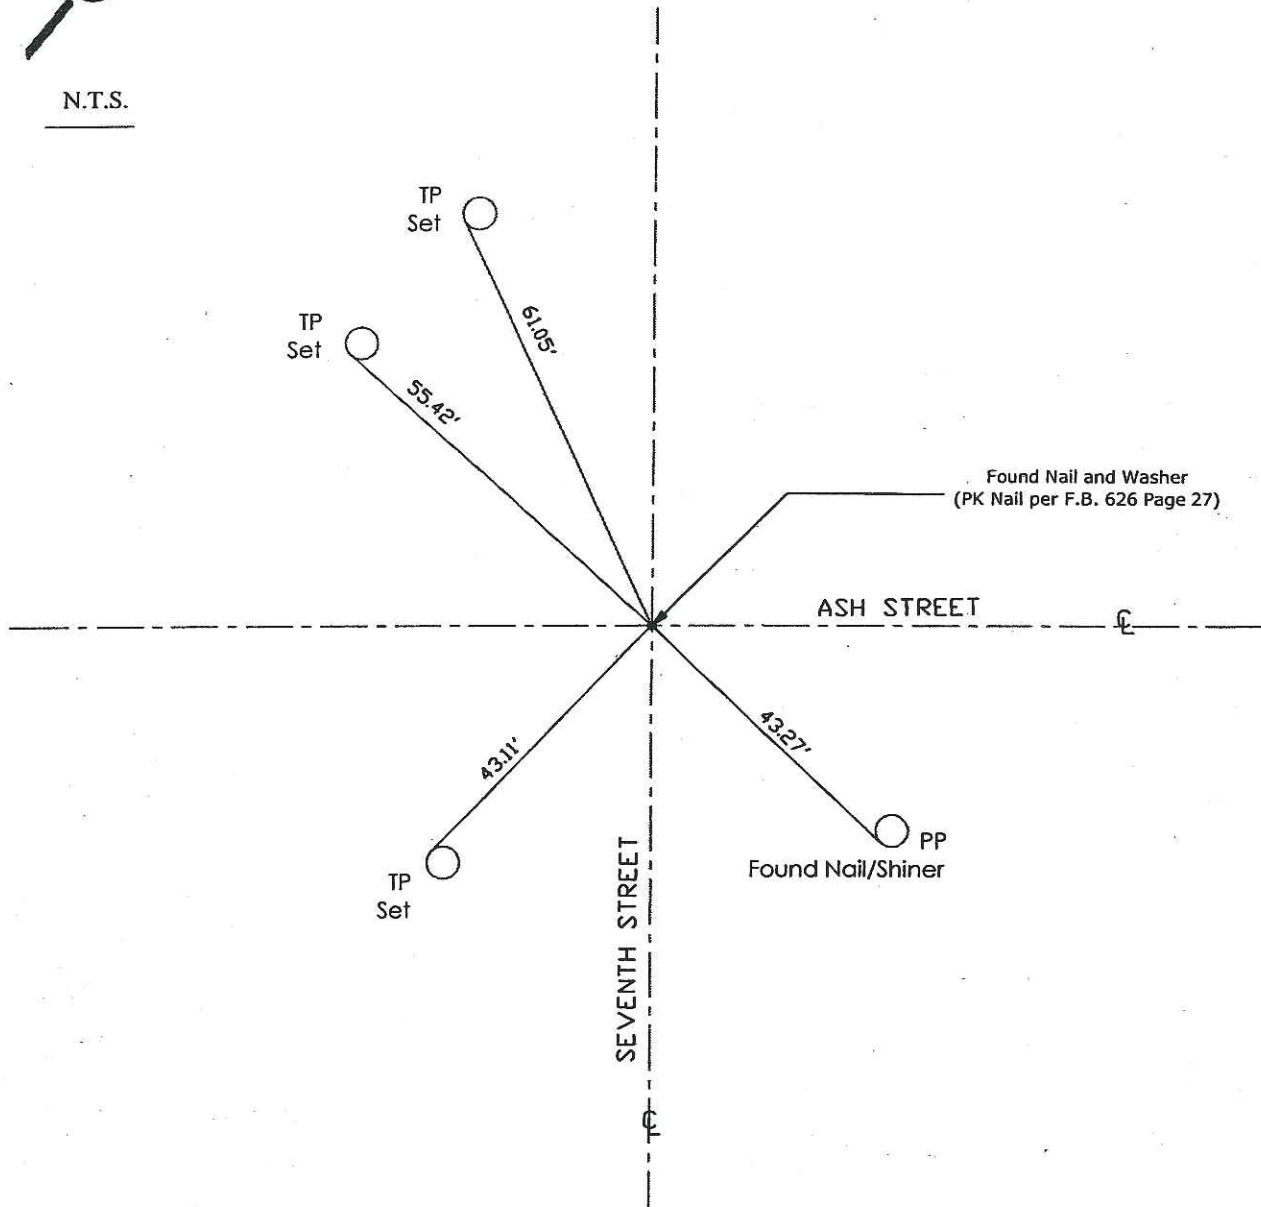 N.T.S.
TP
Set
TP
Set
61.05'
55.42'
Found Nail and Washer
(PK Nail per F.B. 626 Page 27)
ASH STREET
℄
43.11'
43.27'
PP
Found Nail/Shiner
TP
Set
SEVENTH STREET
℄